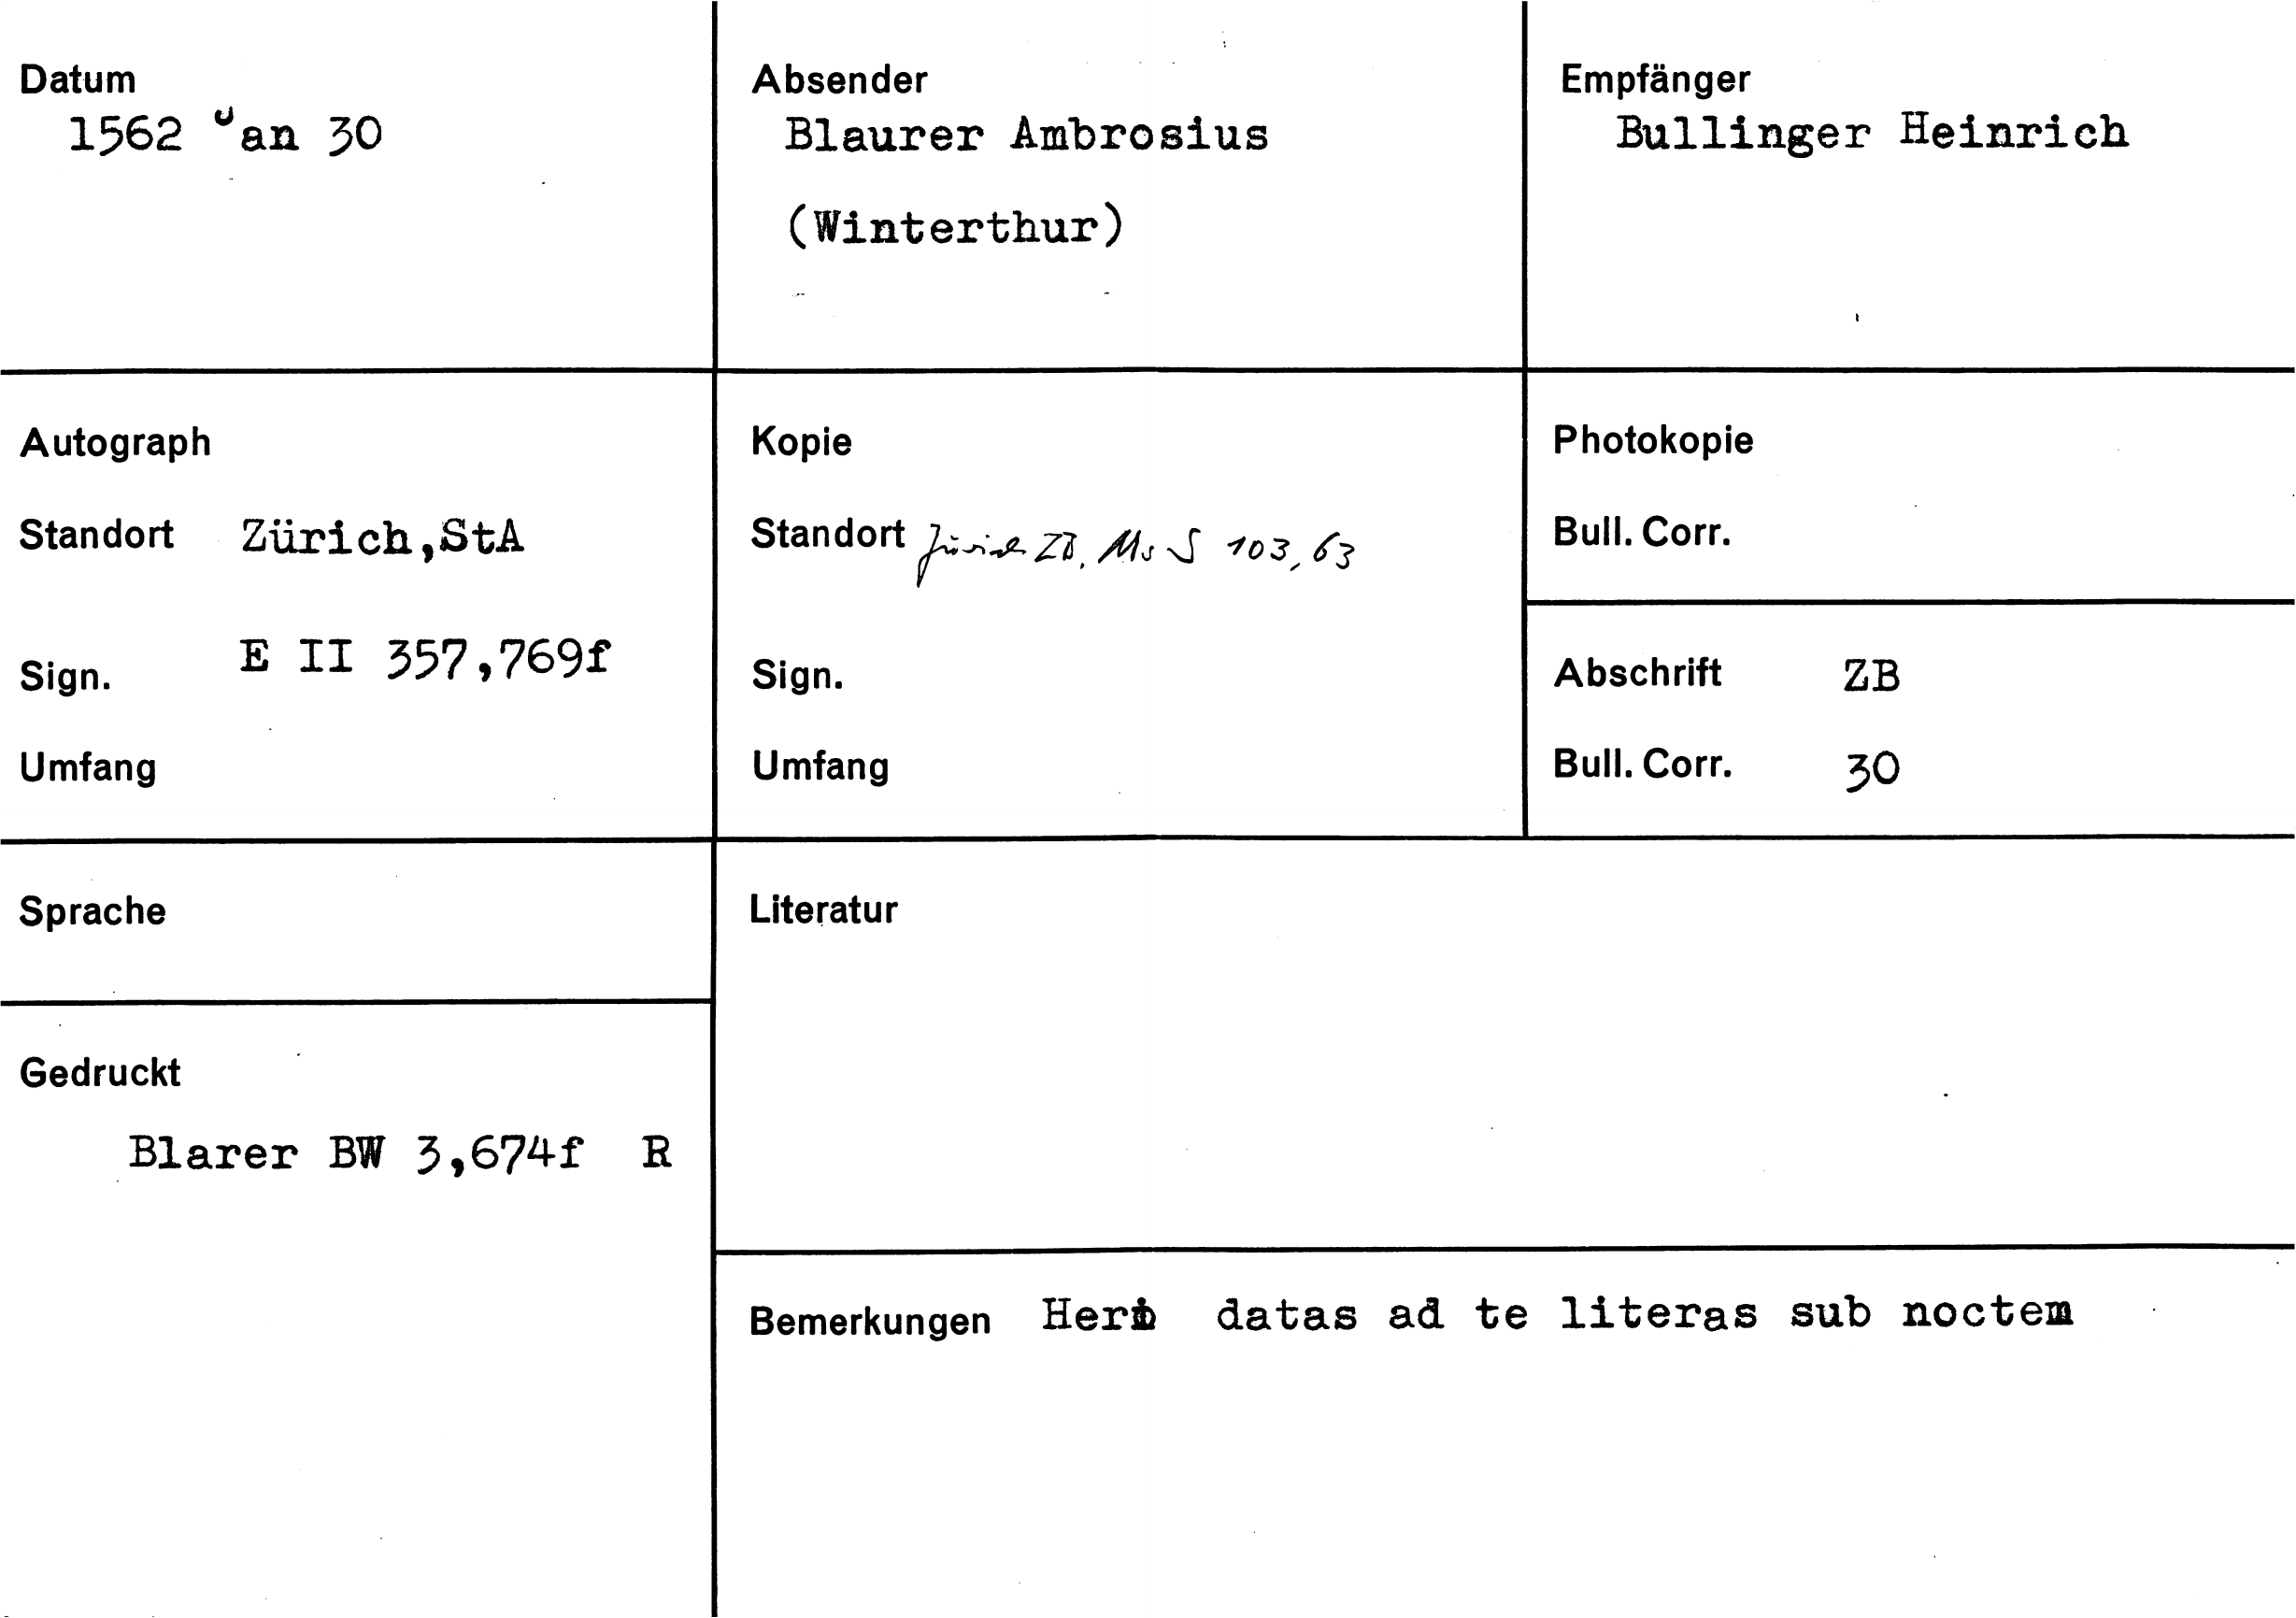 Datum
1562 Jan 30
Absender
Blaurer Ambrosius
(Winterthur)
Empfänger
Bullinger Heinrich
Autograph
Standort Zürich,StA
Sign. E II 357,769f
Umfang
Kopie
Standort Zürich ZB, Ms S 103, 63
Sign.
Umfang
Photokopie
Bull. Corr.
Abschrift ZB
Bull. Corr. 30
Sprache
Gedruckt
Blarer BW 3,674f R
Literatur
Bemerkungen Heri datas ad te literas sub noctem